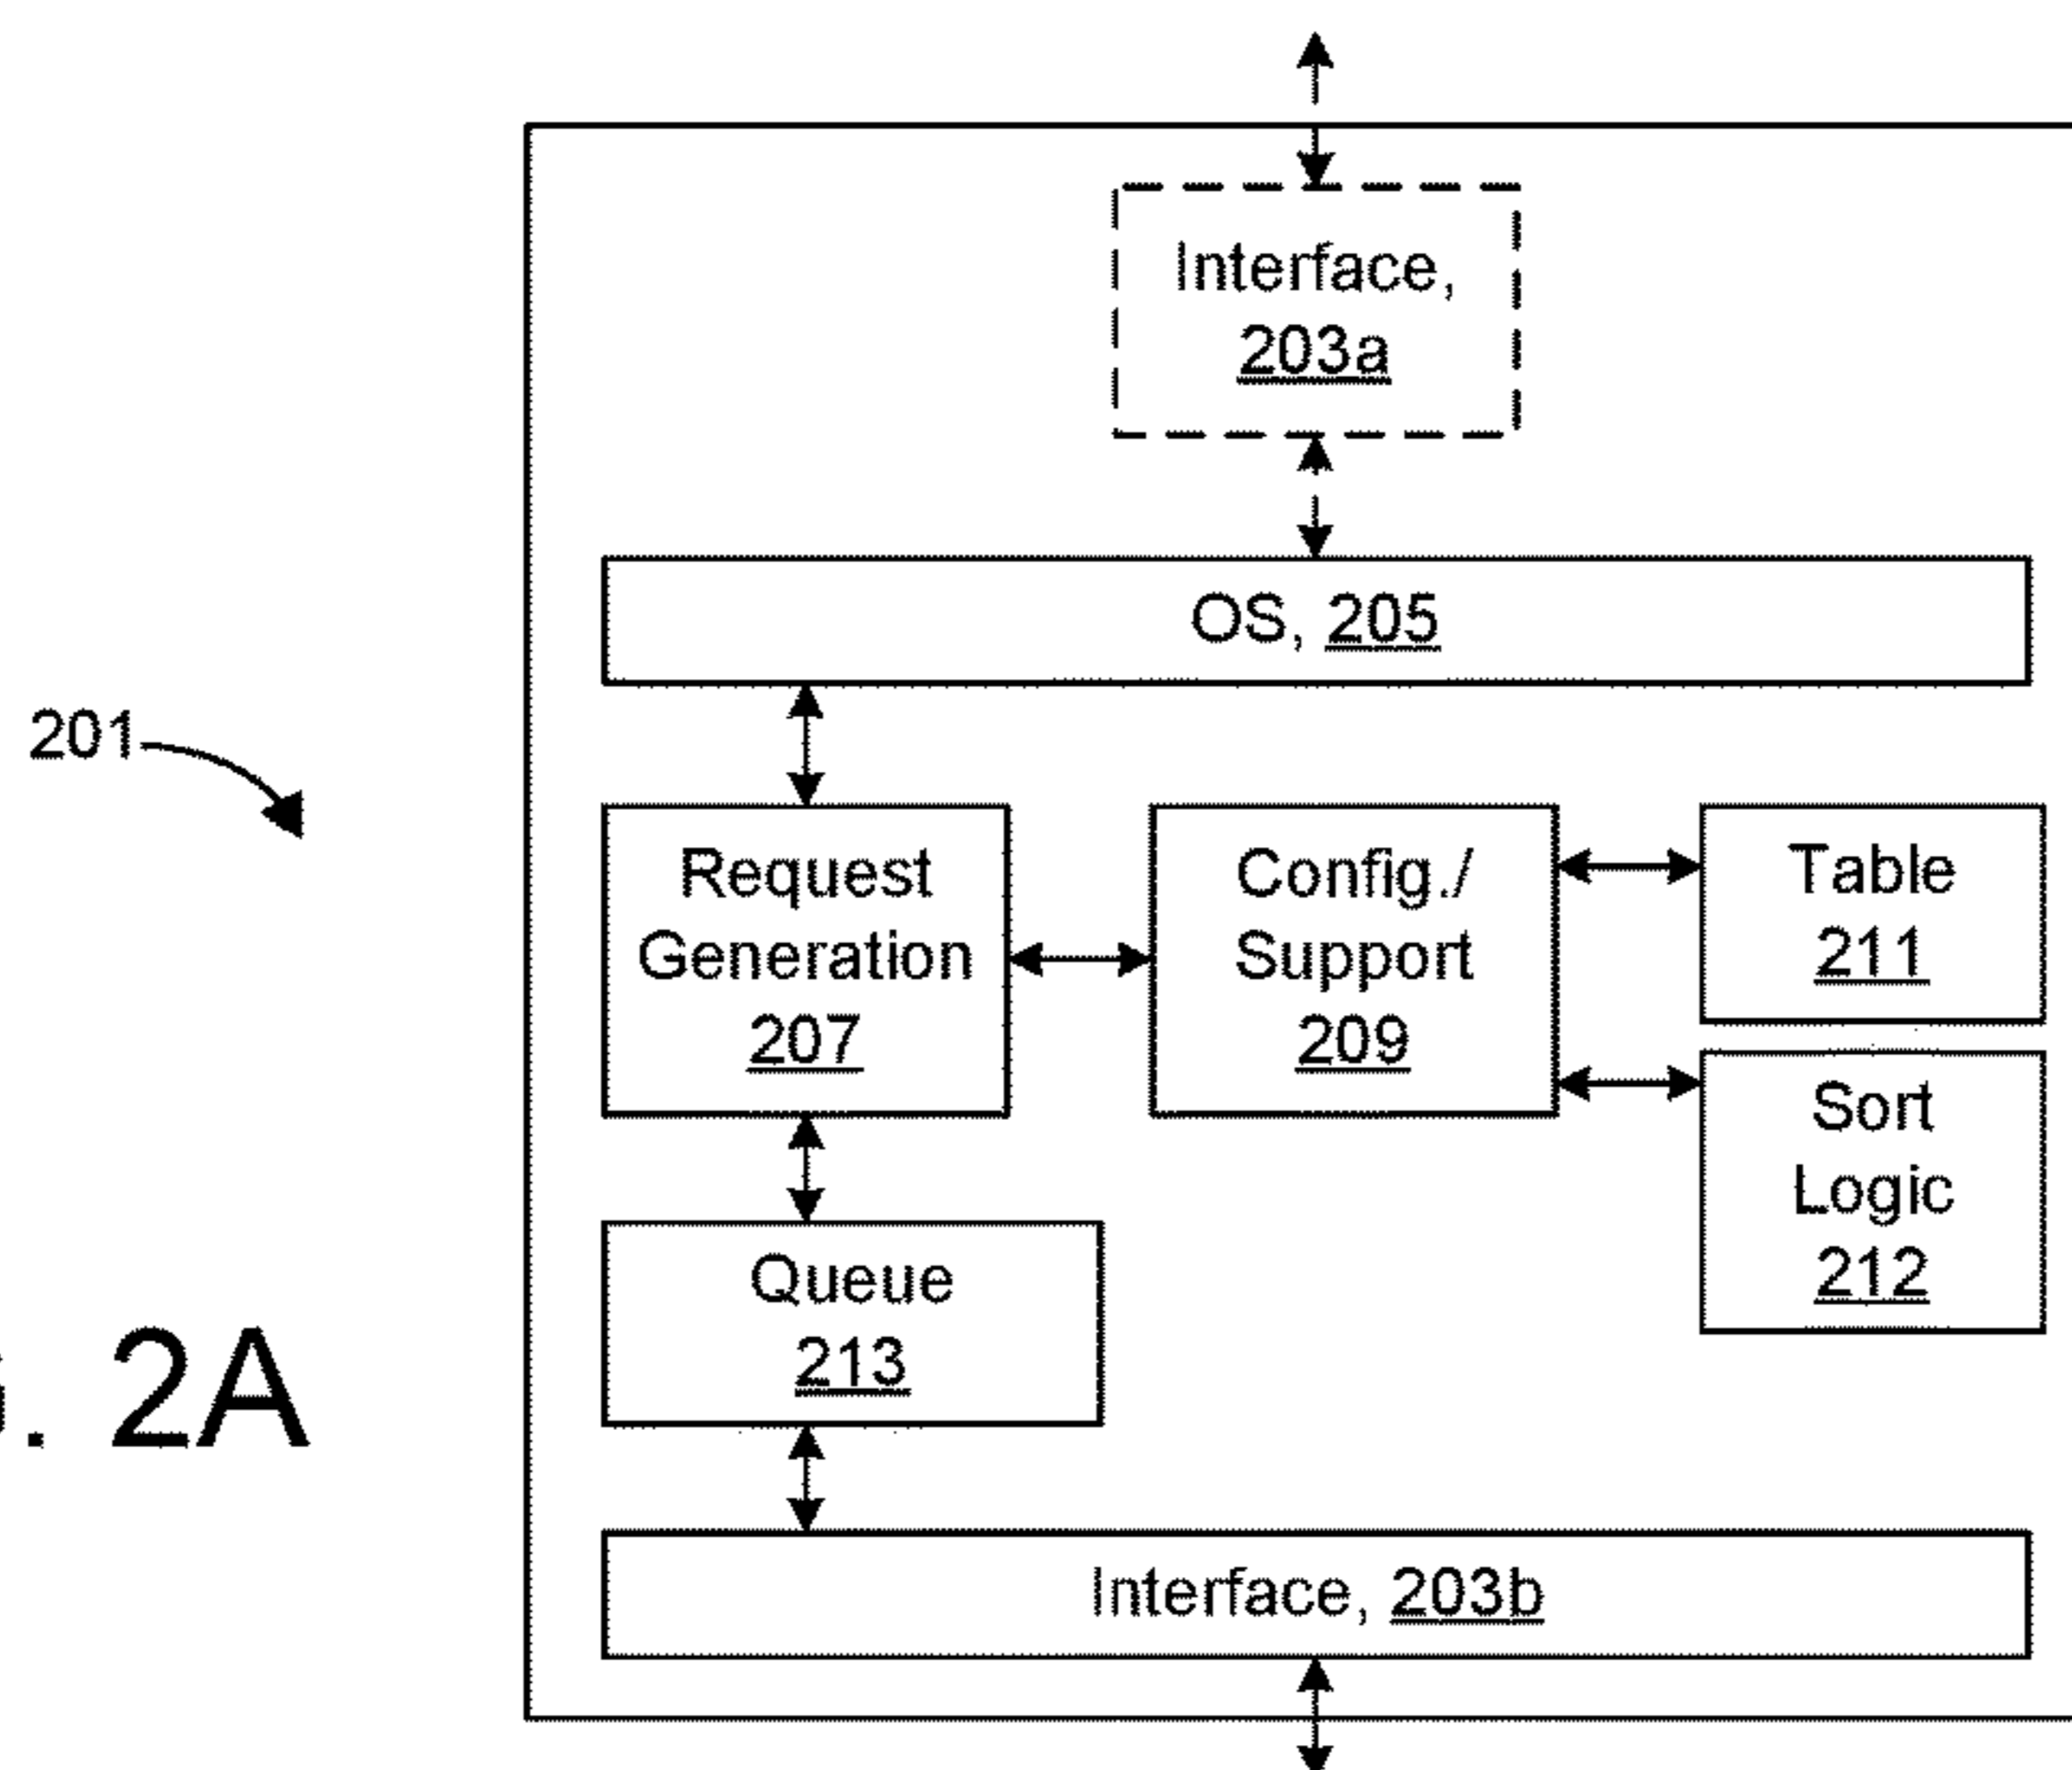 Interface,
203a
OS, 205
201
Request
Generation
207
Config./
Support
209
Table
211
Sort
Logic
212
Queue
213
. 2A
Interface, 203b